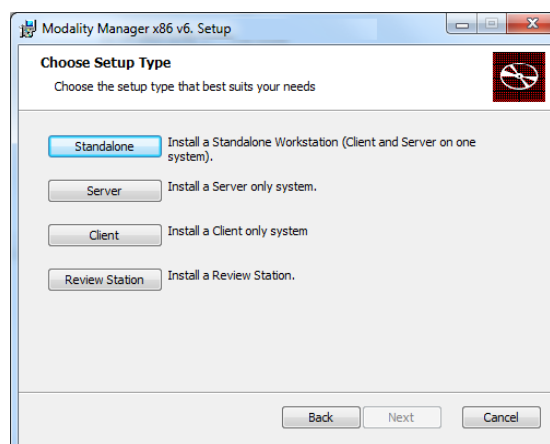 Modality Manager x86 v6. Setup
Choose Setup Type
Choose the setup type that best suits your needs
Standalone
Install a Standalone Workstation (Client and Server on one
system).
Server
Install a Server only system.
Client
Install a Client only system
Review Station
Install a Review Station.
Back
Next
Cancel